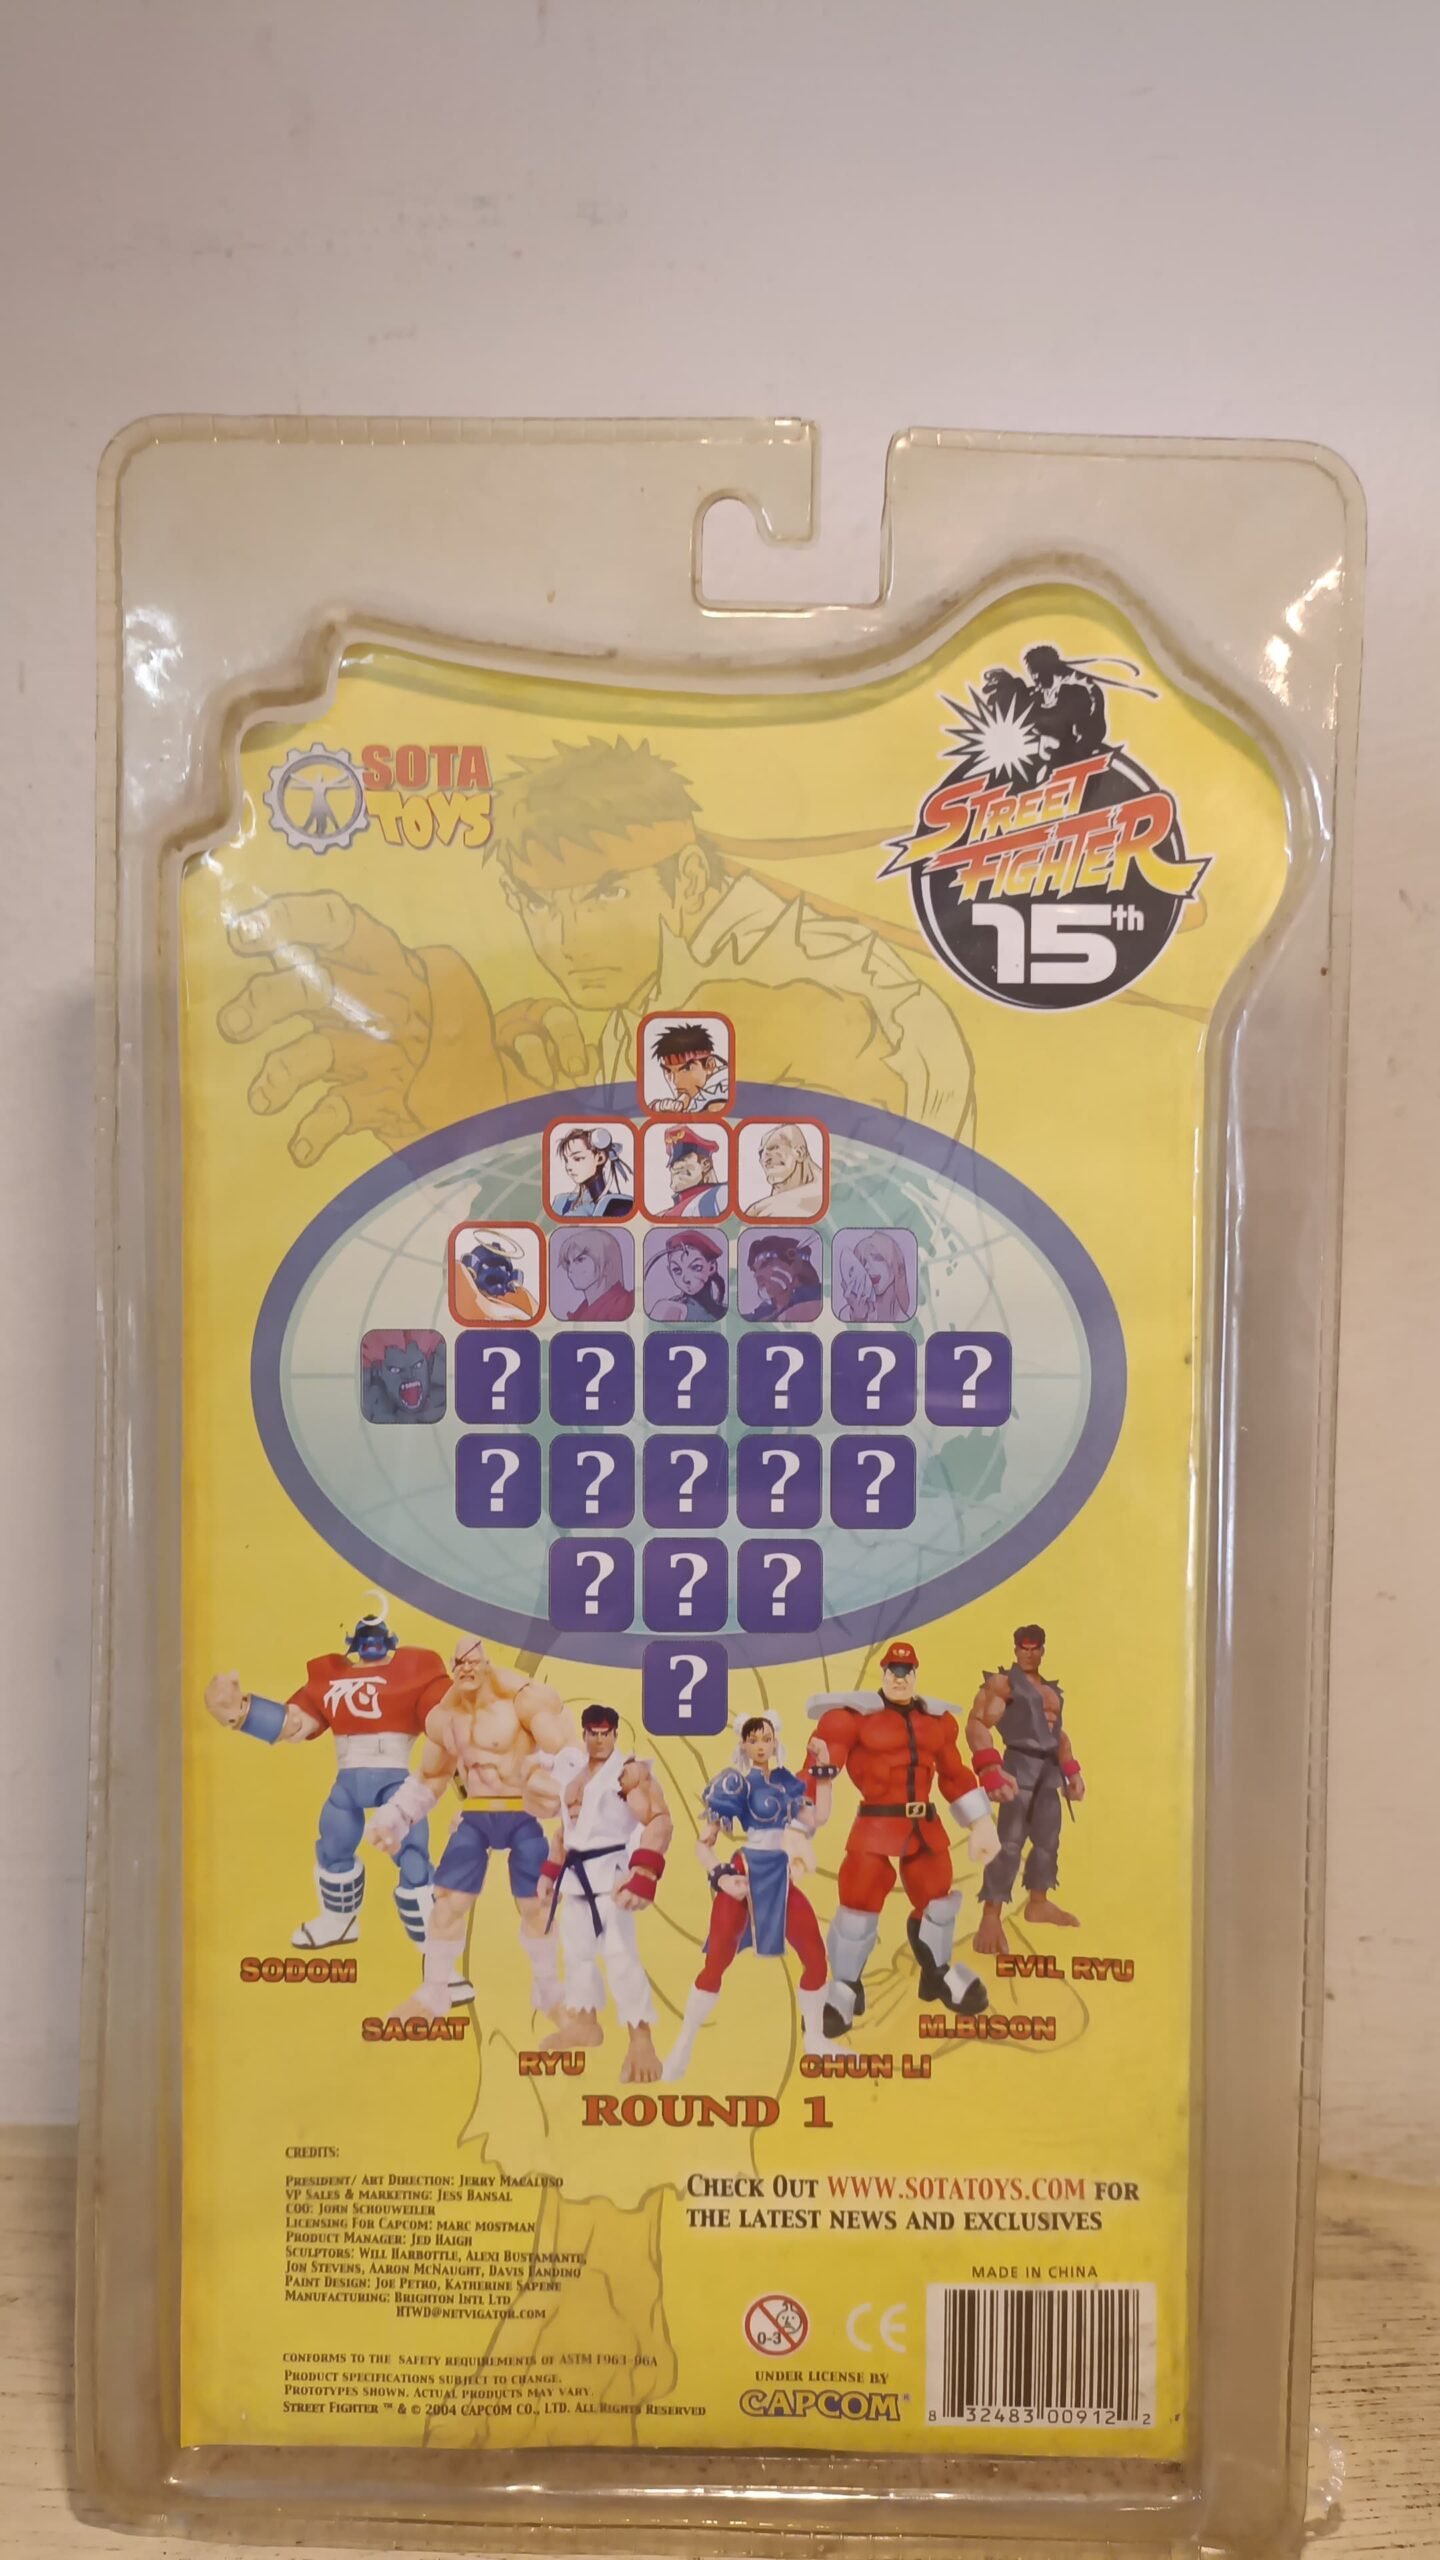 SOTA
TOYS
STREET
FIGHTER
15th
? ? ? ? ? ?
? ? ? ? ?
? ? ?
?
SODOM
SAGAT
RYU
CHUN LI
M.BISON
EVIL RYU
ROUND 1
CREDITS:
PRESIDENT/ ART DIRECTION: JERRY MACALUSO
VP SALES & MARKETING: JESS BANSAL
COO: JOHN SCHOUWEILER
LICENSING FOR CAPCOM: MARC MOSTMAN
PRODUCT MANAGER: JED HAIGH
SCULPTORS: WILL HARBOTTLE, ALEXI BUSTAMANTE,
JON STEVENS, AARON MCNAUGHT, DAVIS FANDINO
PAINT DESIGN: JOE PETRO, KATHERINE SAPENE
MANUFACTURING: BRIGHTON INTL LTD
HTWD@NETVIGATOR.COM
CONFORMS TO THE SAFETY REQUIREMENTS OF ASTM F963-96A
PRODUCT SPECIFICATIONS SUBJECT TO CHANGE.
PROTOTYPES SHOWN. ACTUAL PRODUCTS MAY VARY.
STREET FIGHTER ™ & © 2004 CAPCOM CO., LTD. ALL RIGHTS RESERVED
CHECK OUT WWW.SOTATOYS.COM FOR
THE LATEST NEWS AND EXCLUSIVES
MADE IN CHINA
0-3
CE
UNDER LICENSE BY
CAPCOM®
8 32483 00912 2